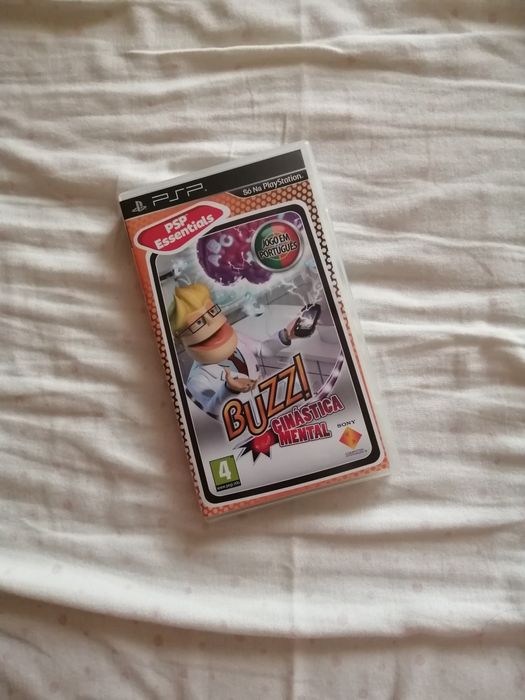 PSP
Só Na PlayStation
PSP
Essentials
JOGO EM
PORTUGUÊS
BUZZ!
GINÁSTICA
MENTAL
SONY
4